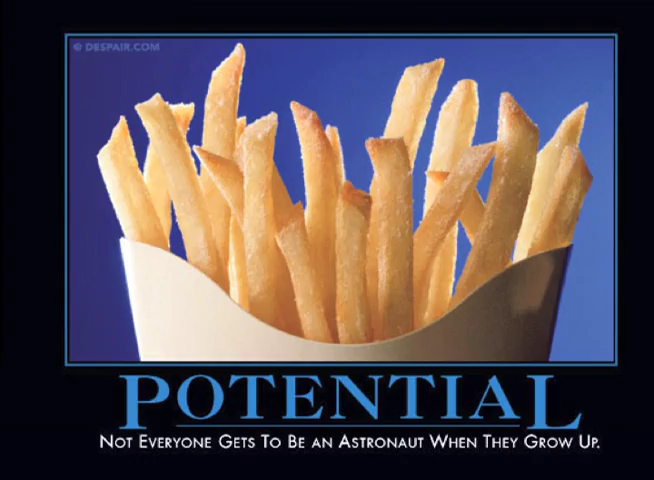 © DESPAIR.COM
POTENTIAL
NOT EVERYONE GETS TO BE AN ASTRONAUT WHEN THEY GROW UP.